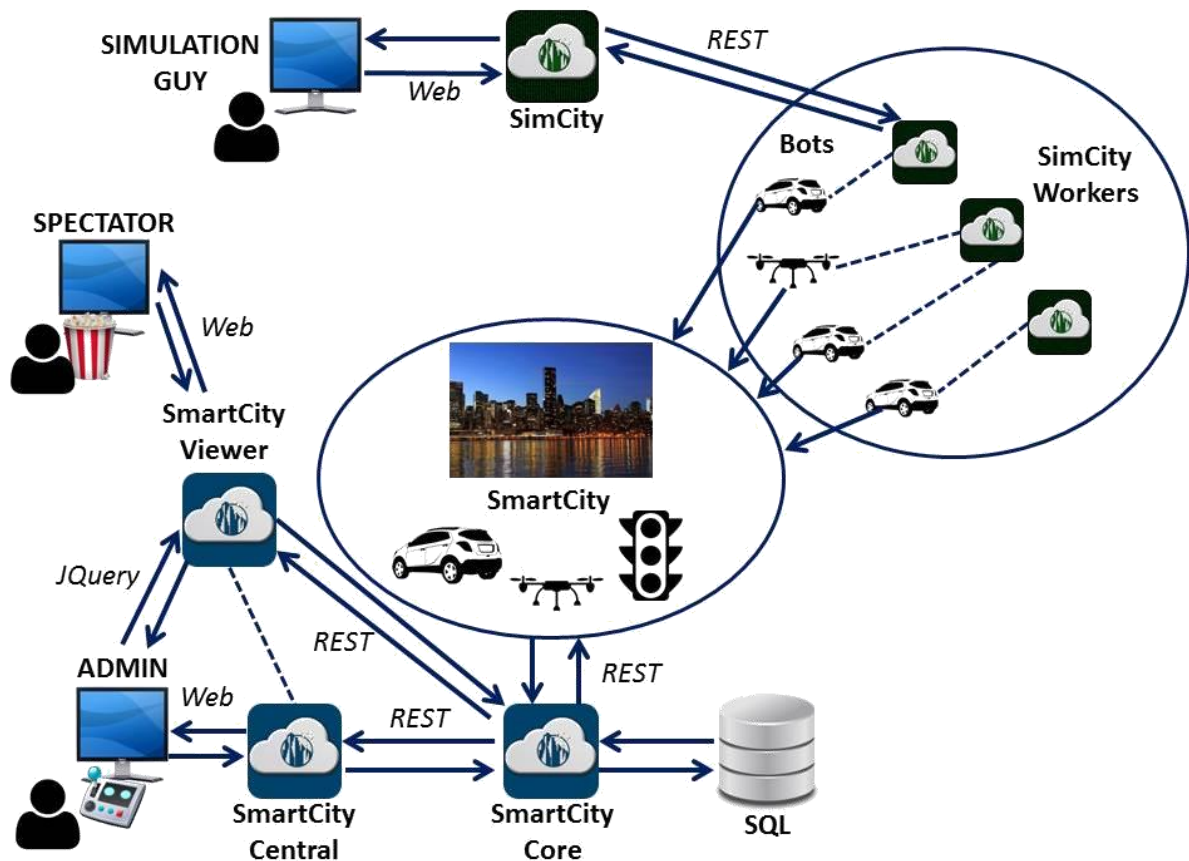 SIMULATION
GUY
Web
SimCity
REST
Bots
SimCity
Workers
SPECTATOR
Web
SmartCity
Viewer
SmartCity
JQuery
REST
REST
ADMIN
Web
REST
SmartCity
Central
SmartCity
Core
SQL